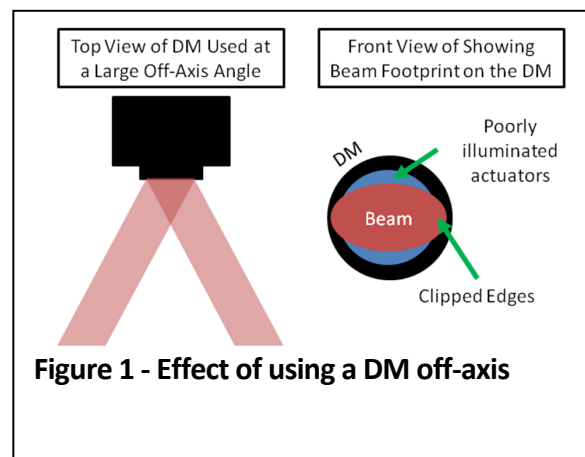 Top View of DM Used at
a Large Off-Axis Angle
Front View of Showing
Beam Footprint on the DM
Poorly
illuminated
actuators
DM
Beam
Clipped Edges
Figure 1 - Effect of using a DM off-axis